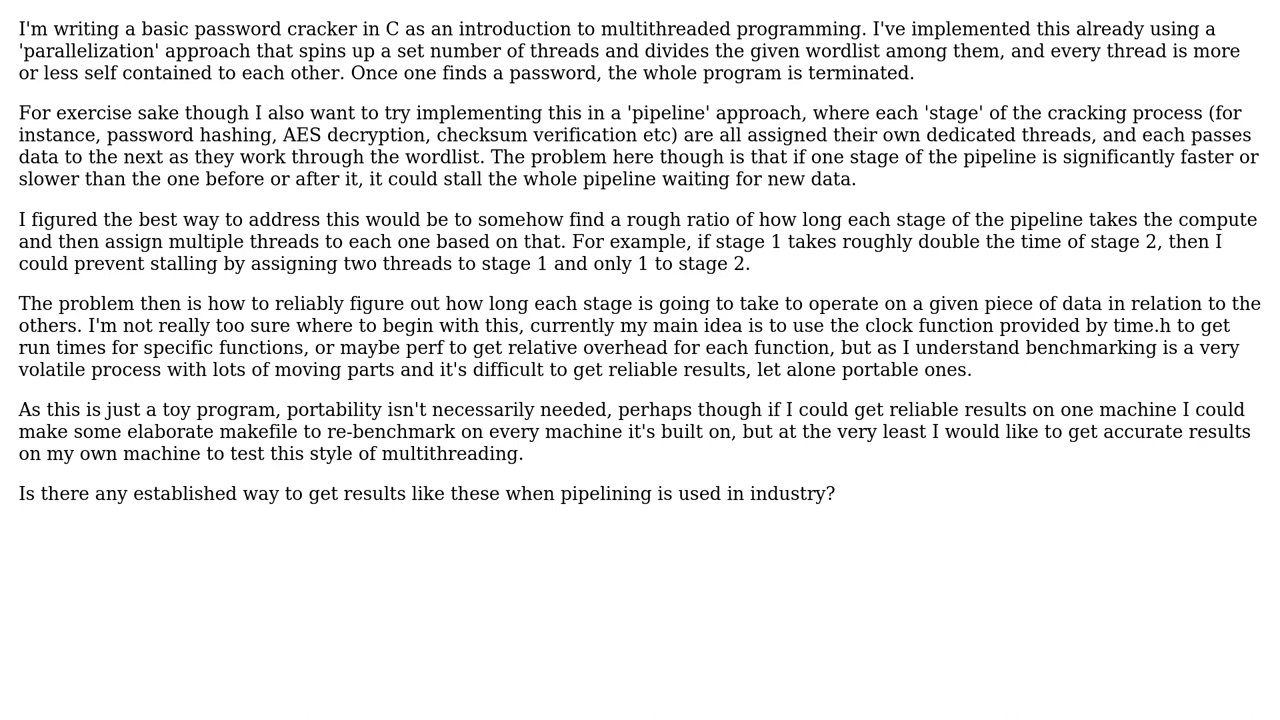 I'm writing a basic password cracker in C as an introduction to multithreaded programming. I've implemented this already using a
'parallelization' approach that spins up a set number of threads and divides the given wordlist among them, and every thread is more
or less self contained to each other. Once one finds a password, the whole program is terminated.
For exercise sake though I also want to try implementing this in a 'pipeline' approach, where each 'stage' of the cracking process (for
instance, password hashing, AES decryption, checksum verification etc) are all assigned their own dedicated threads, and each passes
data to the next as they work through the wordlist. The problem here though is that if one stage of the pipeline is significantly faster or
slower than the one before or after it, it could stall the whole pipeline waiting for new data.
I figured the best way to address this would be to somehow find a rough ratio of how long each stage of the pipeline takes the compute
and then assign multiple threads to each one based on that. For example, if stage 1 takes roughly double the time of stage 2, then I
could prevent stalling by assigning two threads to stage 1 and only 1 to stage 2.
The problem then is how to reliably figure out how long each stage is going to take to operate on a given piece of data in relation to the
others. I'm not really too sure where to begin with this, currently my main idea is to use the clock function provided by time.h to get
run times for specific functions, or maybe perf to get relative overhead for each function, but as I understand benchmarking is a very
volatile process with lots of moving parts and it's difficult to get reliable results, let alone portable ones.
As this is just a toy program, portability isn't necessarily needed, perhaps though if I could get reliable results on one machine I could
make some elaborate makefile to re-benchmark on every machine it's built on, but at the very least I would like to get accurate results
on my own machine to test this style of multithreading.
Is there any established way to get results like these when pipelining is used in industry?